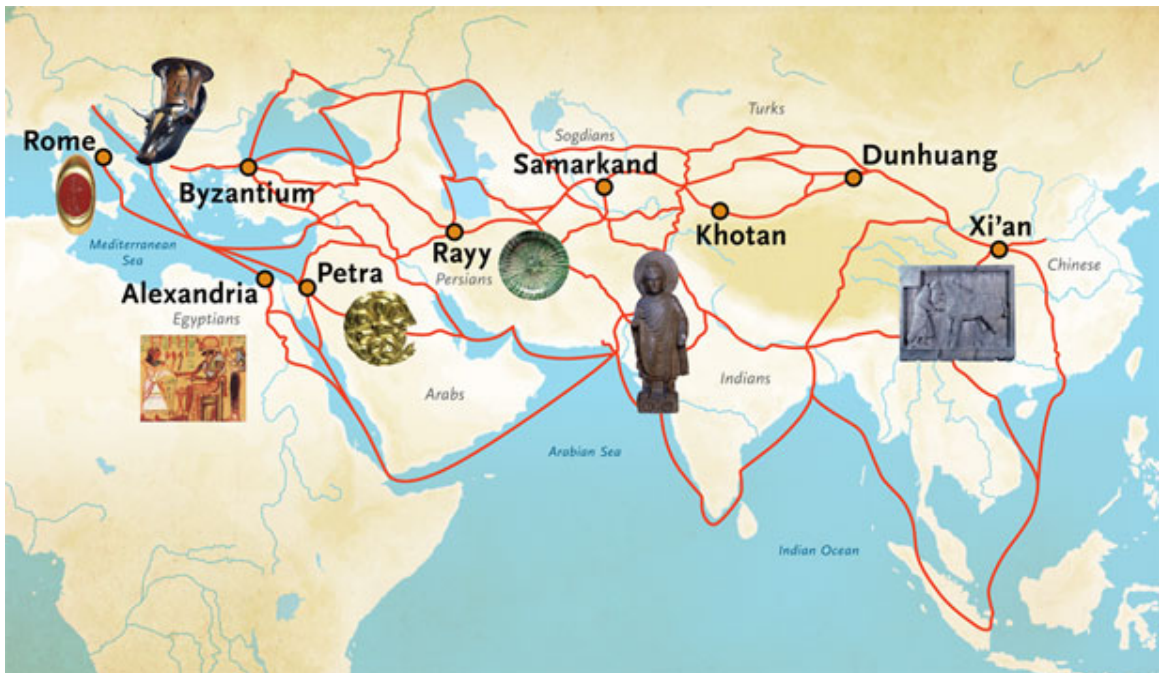 Turks
Sogdians
Rome
Samarkand
Dunhuang
Byzantium
Khotan
Xi'an
Mediterranean
Sea
Rayy
Persians
Petra
Chinese
Alexandria
Egyptians
Indians
Arabs
Arabian Sea
Indian Ocean